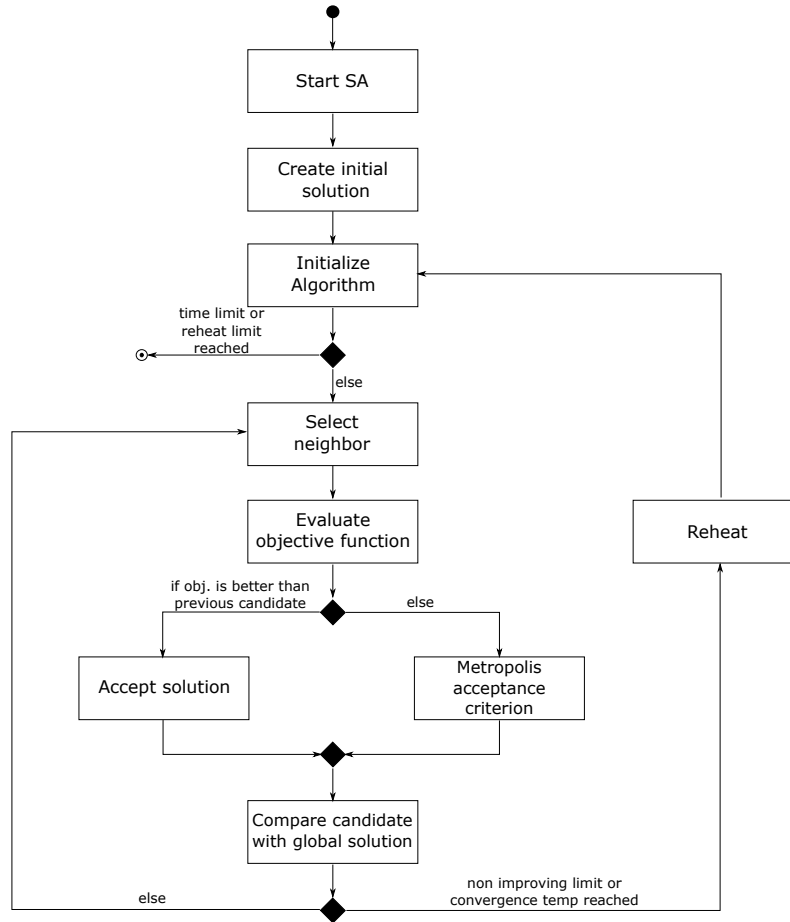 Start SA
Create initial
solution
Initialize
Algorithm
time limit or
reheat limit
reached
else
Select
neighbor
Evaluate
objective function
Reheat
if obj. is better than
previous candidate
else
Accept solution
Metropolis
acceptance
criterion
Compare candidate
with global solution
else
non improving limit or
convergence temp reached